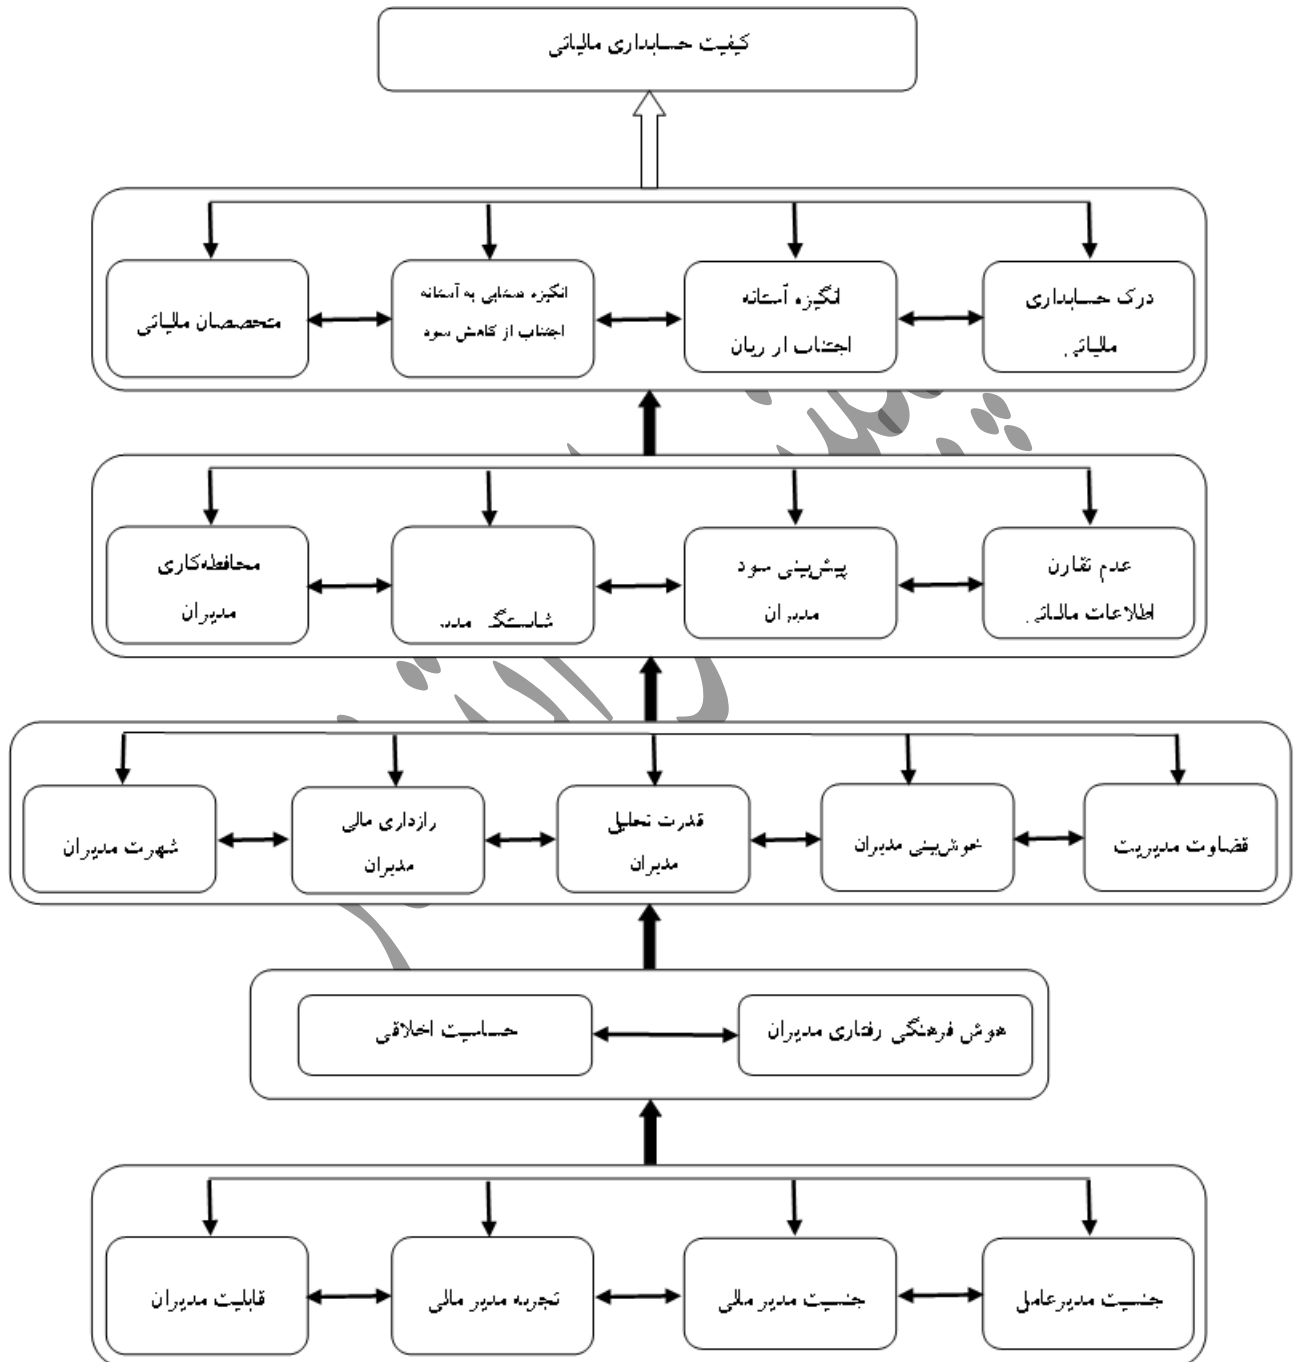 کیفیت حسابداری مالیاتی
درک حسابداری
مالیاتی
انگیزه آستانه
اجتناب از زیان
انگیزه دستیابی به آستانه
اجتناب از کاهش سود
متخصصان مالیاتی
عدم تقارن
اطلاعات مالیاتی
پیش‌بینی سود
مدیران
شایستگی
محافظه‌کاری
مدیران
قضاوت مدیریت
خوش‌بینی مدیران
قدرت تحلیل
مدیران
رازداری مالی
مدیران
شهرت مدیران
هوش فرهنگی رفتاری مدیران
حساسیت اخلاقی
جنسیت مدیرعامل
جنسیت مدیر مالی
تجربه مدیر مالی
قابلیت مدیران